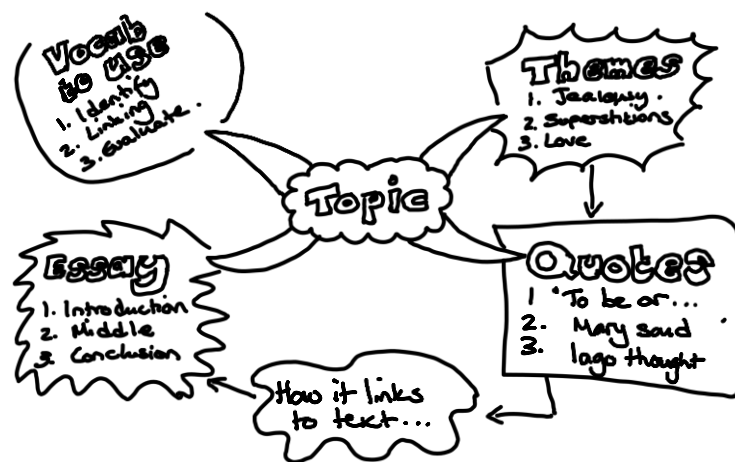 Vocab
to use
1. Identify
2. Linking
3. Evaluate.
Themes
1. Jealousy.
2. Superstitions
3. Love
Topic
Essay
1. Introduction
2. Middle
3. Conclusion
Quotes
1 'To be or...
2. Mary said
3. Iago thought
How it links
to text...